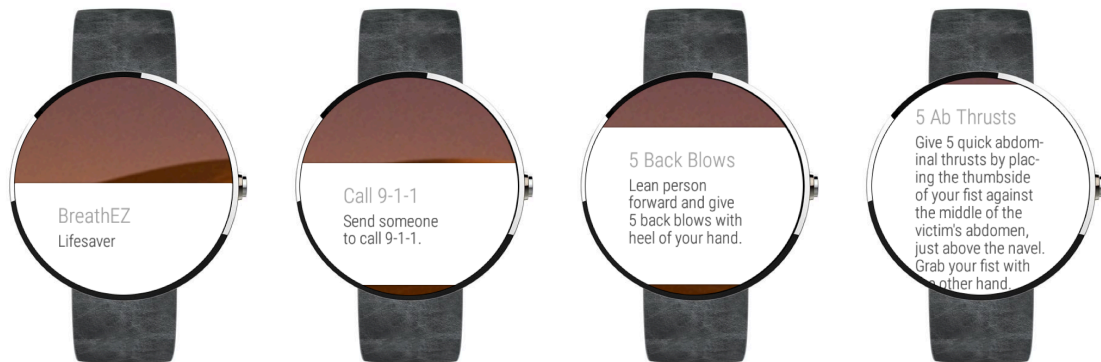 BreathEZ
Lifesaver
Call 9-1-1
Send someone
to call 9-1-1.
5 Back Blows
Lean person
forward and give
5 back blows with
heel of your hand.
5 Ab Thrusts
Give 5 quick abdom-
inal thrusts by plac-
ing the thumbside
of your fist against
the middle of the
victim's abdomen,
just above the navel.
Grab your fist with
other hand.